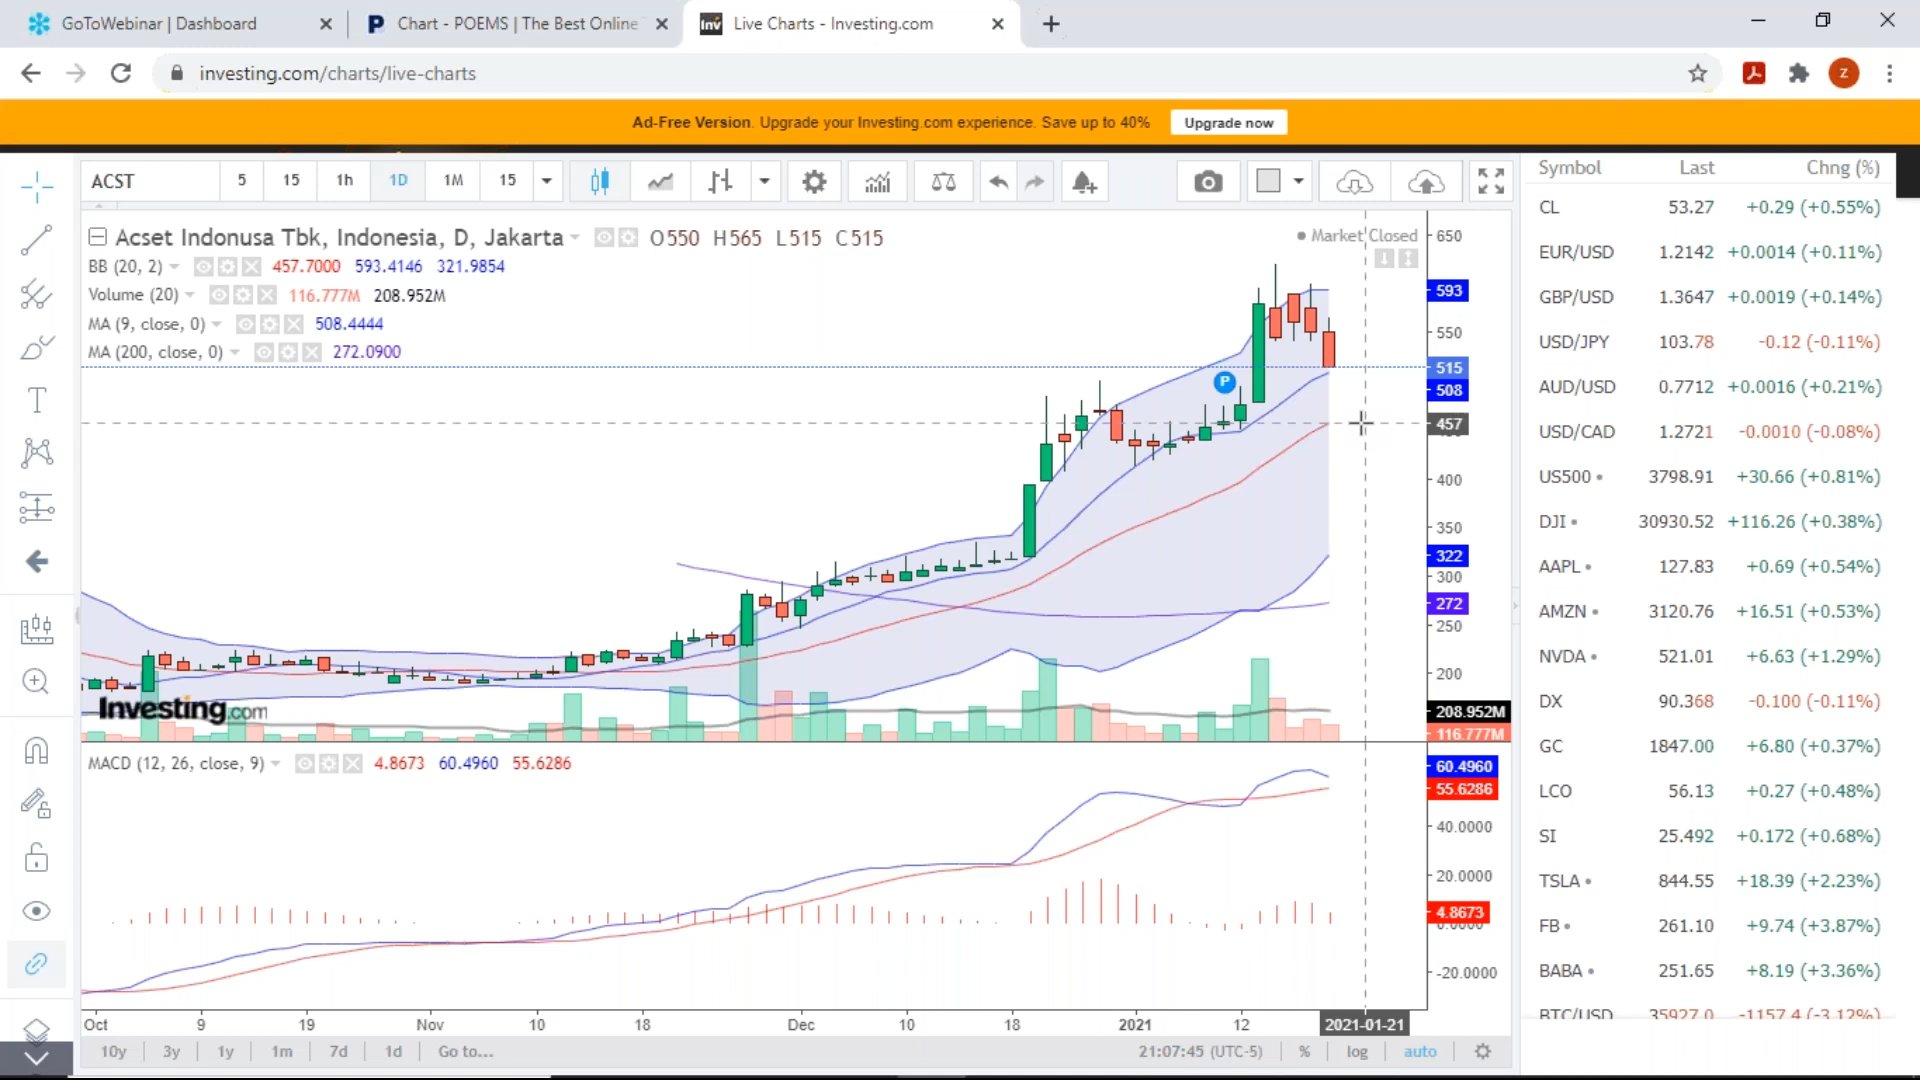 GoToWebinar | Dashboard
Chart - POEMS | The Best Online
Inv Live Charts - Investing.com
investing.com/charts/live-charts
Z
Ad-Free Version. Upgrade your Investing.com experience. Save up to 40% Upgrade now
ACST 5 15 1h 1D 1M 15
Acset Indonusa Tbk, Indonesia, D, Jakarta O550 H565 L515 C515
Market Closed
BB (20, 2) 457.7000 593.4146 321.9854
Volume (20) 116.777M 208.952M
MA (9, close, 0) 508.4444
MA (200, close, 0) 272.0900
P
650
593
550
515
508
457
400
350
322
300
272
250
200
208.952M
116.777M
Investing.com
MACD (12, 26, close, 9) 4.8673 60.4960 55.6286
60.4960
55.6286
40.0000
20.0000
4.8673
0.0000
-20.0000
Oct 9 19 Nov 10 18 Dec 10 18 2021 12 2021-01-21
10y 3y 1y 1m 7d 1d Go to... 21:07:45 (UTC-5) % log auto
Symbol Last Chng (%)
CL 53.27 +0.29 (+0.55%)
EUR/USD 1.2142 +0.0014 (+0.11%)
GBP/USD 1.3647 +0.0019 (+0.14%)
USD/JPY 103.78 -0.12 (-0.11%)
AUD/USD 0.7712 +0.0016 (+0.21%)
USD/CAD 1.2721 -0.0010 (-0.08%)
US500 3798.91 +30.66 (+0.81%)
DJI 30930.52 +116.26 (+0.38%)
AAPL 127.83 +0.69 (+0.54%)
AMZN 3120.76 +16.51 (+0.53%)
NVDA 521.01 +6.63 (+1.29%)
DX 90.368 -0.100 (-0.11%)
GC 1847.00 +6.80 (+0.37%)
LCO 56.13 +0.27 (+0.48%)
SI 25.492 +0.172 (+0.68%)
TSLA 844.55 +18.39 (+2.23%)
FB 261.10 +9.74 (+3.87%)
BABA 251.65 +8.19 (+3.36%)
BTC/USD 35927.0 -1157.4 (-3.12%)